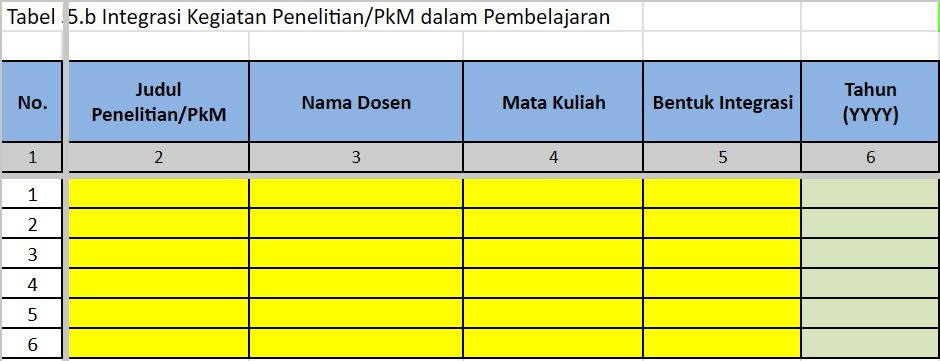 Tabel 5.b Integrasi Kegiatan Penelitian/PkM dalam Pembelajaran
No.
Judul
Penelitian/PkM
Nama Dosen
Mata Kuliah
Bentuk Integrasi
Tahun
(YYYY)
1 2 3 4 5 6
1
2
3
4
5
6